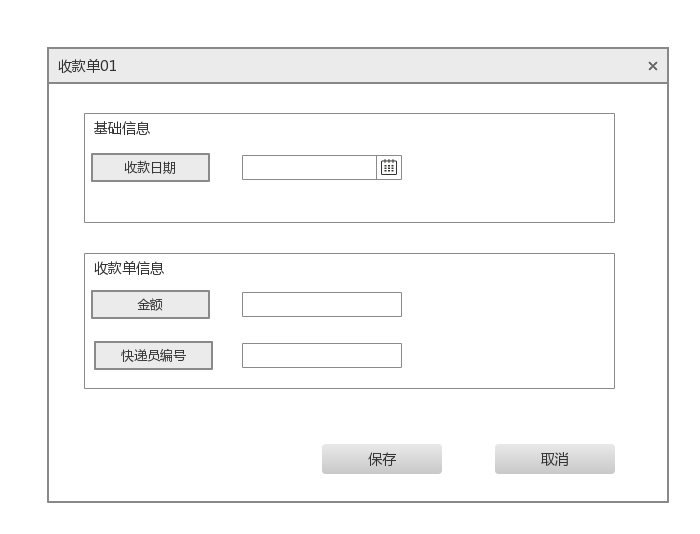 收款单01
基础信息
收款日期
收款单信息
金额
快递员编号
保存 取消